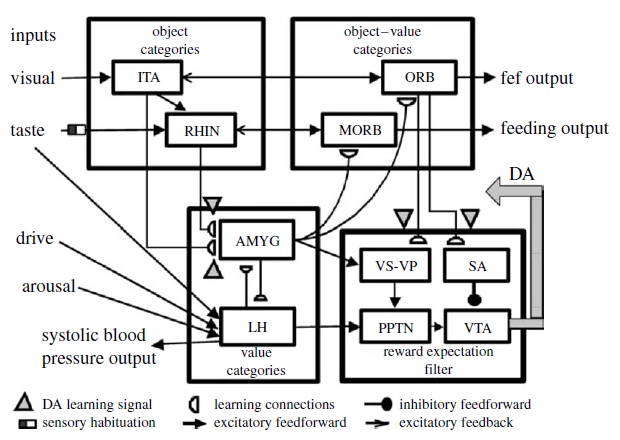 inputs
object
categories
object–value
categories
visual
ITA
ORB
fef output
taste
RHIN
MORB
feeding output
DA
drive
AMYG
VS-VP
SA
arousal
LH
PPTN
VTA
systolic blood
pressure output
value
categories
reward expectation
filter
DA learning signal
learning connections
inhibitory feedforward
sensory habituation
excitatory feedforward
excitatory feedback